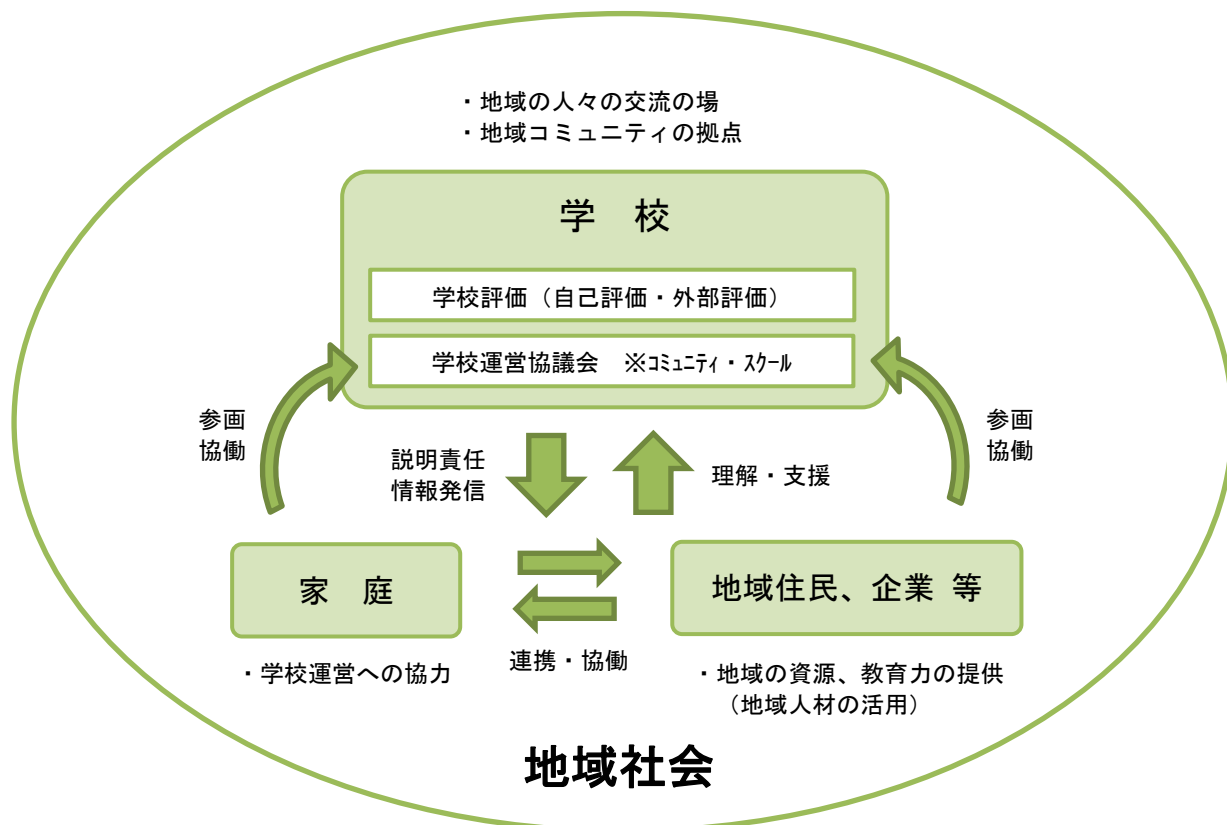 ・地域の人々の交流の場
・地域コミュニティの拠点
学　校
学校評価（自己評価・外部評価）
学校運営協議会　※ｺﾐｭﾆﾃｨ・ｽｸｰﾙ
参画
協働
説明責任
情報発信
理解・支援
参画
協働
家　庭
地域住民、企業 等
連携・協働
・学校運営への協力
・地域の資源、教育力の提供
（地域人材の活用）
地域社会